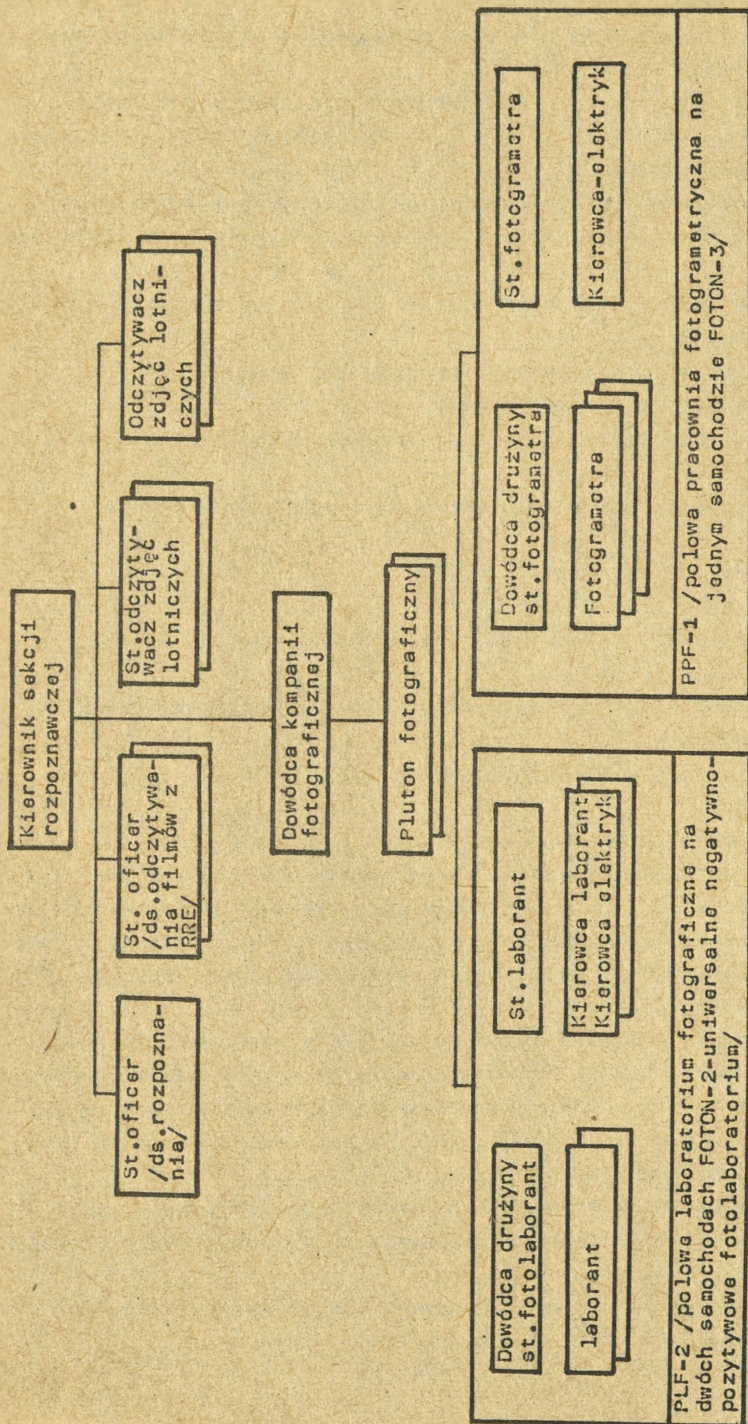 Kierownik sekcji
rozpoznawczej
St.oficer
/ds.rozpozna-
nia/
St. oficer
/ds.odczytywa-
nia filmów z
RRE/
St.odczyty-
wacz zdjęć
lotniczych
Odczytywacz
zdjęć lotni-
czych
Dowódca kompanii
fotograficznej
Pluton fotograficzny
Dowódca drużyny
st.fotolaborant
St.laborant
laborant
Kierowca laborant
Kierowca elektryk
PLF-2 /polowe laboratorium fotograficzne na
dwóch samochodach FOTON-2-uniwersalne negatywno-
pozytywowe fotolaboratorium/
Dowódca drużyny
st.fotogrametra
St.fotogrametra
Fotogrametra
Kierowca-elektryk
PPF-1 /polowa pracownia fotogrametryczna na
jednym samochodzie FOTON-3/